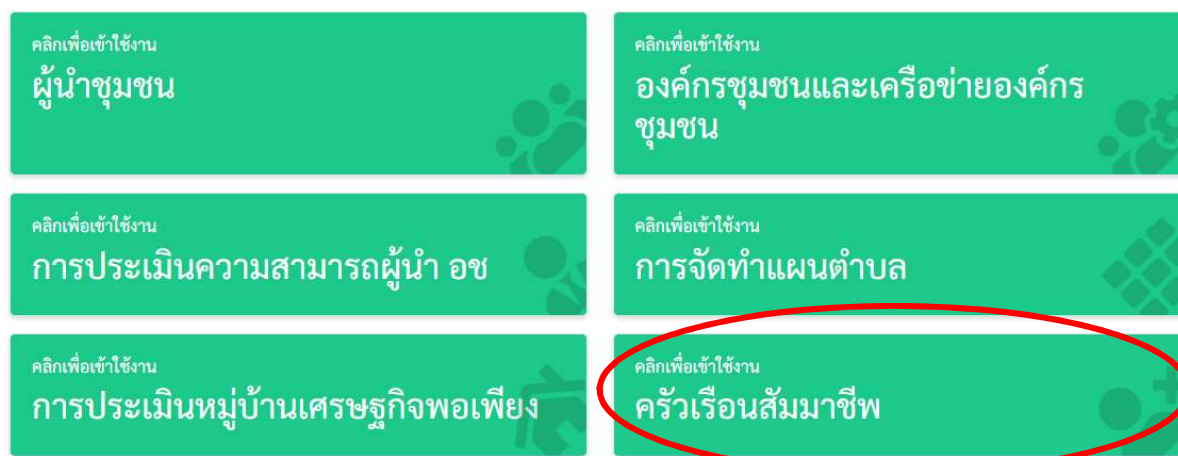 คลิกเพื่อเข้าใช้งาน
ผู้นำชุมชน
คลิกเพื่อเข้าใช้งาน
องค์กรชุมชนและเครือข่ายองค์กร
ชุมชน
คลิกเพื่อเข้าใช้งาน
การประเมินความสามารถผู้นำ อช
คลิกเพื่อเข้าใช้งาน
การจัดทำแผนตำบล
คลิกเพื่อเข้าใช้งาน
การประเมินหมู่บ้านเศรษฐกิจพอเพียง
คลิกเพื่อเข้าใช้งาน
ครัวเรือนสัมมาชีพ